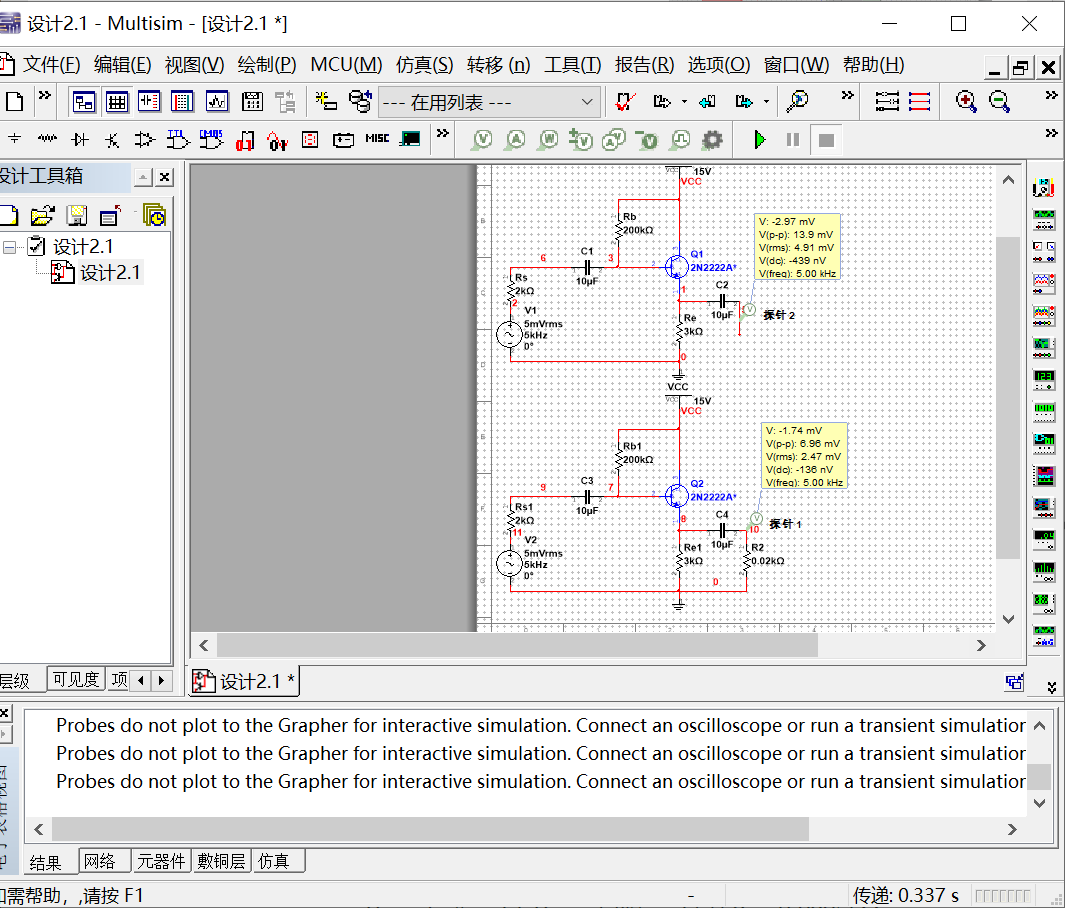 设计2.1 - Multisim - [设计2.1 *]
文件(F) 编辑(E) 视图(V) 绘制(P) MCU(M) 仿真(S) 转移 (n) 工具(T) 报告(R) 选项(O) 窗口(W) 帮助(H)
--- 在用列表 ---
TTL CMOS MISC
设计工具箱
设计2.1
设计2.1
VCC 15V
VCC
Rb
200kΩ
V: -2.97 mV
V(p-p): 13.9 mV
V(rms): 4.91 mV
V(dc): -439 nV
V(freq): 5.00 kHz
Q1
2N2222A*
C1
6 3 2
10µF
Rs
2kΩ
2
1
C2
10µF
V
探针 2
V1
5mVrms
5kHz
0°
Re
3kΩ
0
VCC
VCC 15V
VCC
Rb1
200kΩ
V: -1.74 mV
V(p-p): 6.96 mV
V(rms): 2.47 mV
V(dc): -136 nV
V(freq): 5.00 kHz
Q2
2N2222A*
C3
9 7 2
10µF
Rs1
2kΩ
11
8
C4
10µF
V
10
探针 1
V2
5mVrms
5kHz
0°
Re1
3kΩ
R2
0.02kΩ
0
层级 可见度 项
设计2.1 *
Probes do not plot to the Grapher for interactive simulation. Connect an oscilloscope or run a transient simulation
Probes do not plot to the Grapher for interactive simulation. Connect an oscilloscope or run a transient simulation
Probes do not plot to the Grapher for interactive simulation. Connect an oscilloscope or run a transient simulation
结果 网络 元器件 敷铜层 仿真
如需帮助，,请按 F1
-
传递: 0.337 s